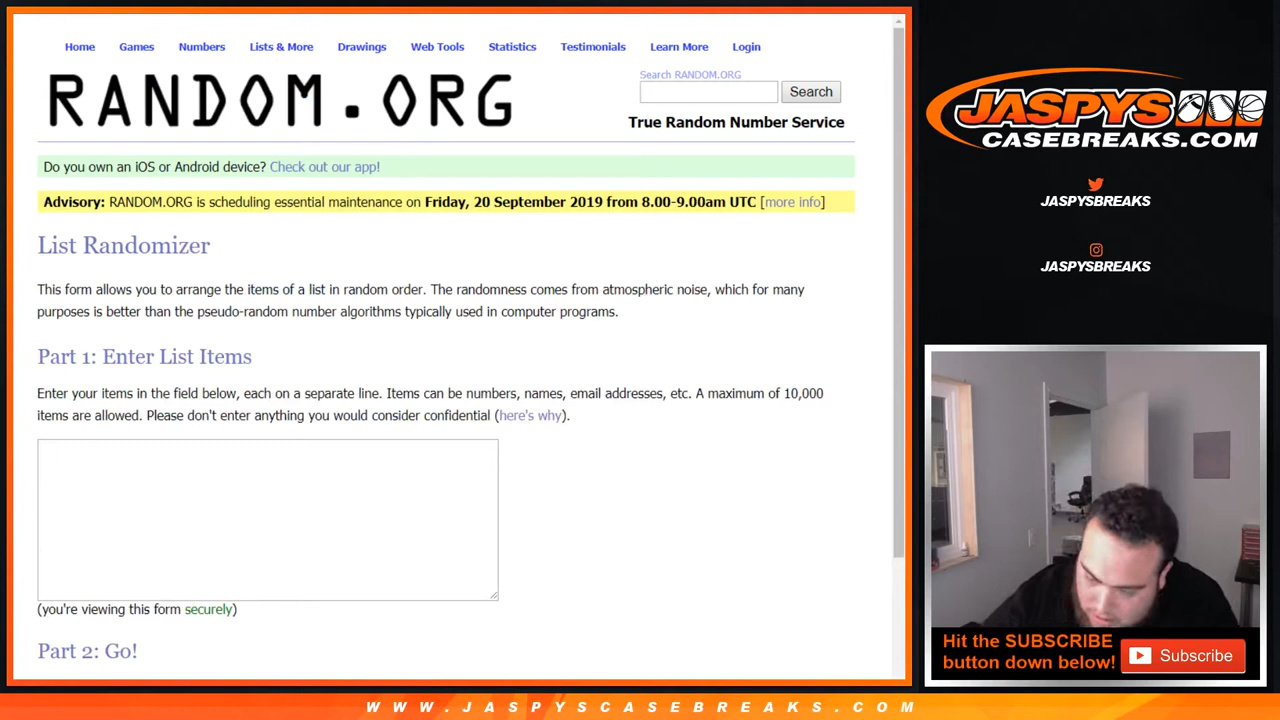 Home Games Numbers Lists & More Drawings Web Tools Statistics Testimonials Learn More Login
RANDOM.ORG
Search RANDOM.ORG
Search
True Random Number Service
Do you own an iOS or Android device? Check out our app!
Advisory: RANDOM.ORG is scheduling essential maintenance on Friday, 20 September 2019 from 8.00-9.00am UTC [more info]
List Randomizer
This form allows you to arrange the items of a list in random order. The randomness comes from atmospheric noise, which for many
purposes is better than the pseudo-random number algorithms typically used in computer programs.
Part 1: Enter List Items
Enter your items in the field below, each on a separate line. Items can be numbers, names, email addresses, etc. A maximum of 10,000
items are allowed. Please don't enter anything you would consider confidential (here's why).
(you're viewing this form securely)
Part 2: Go!
JASPYS
CASEBREAKS.COM
JASPYSBREAKS
JASPYSBREAKS
Hit the SUBSCRIBE
button down below!
Subscribe
WWW.JASPYSCASEBREAKS.COM